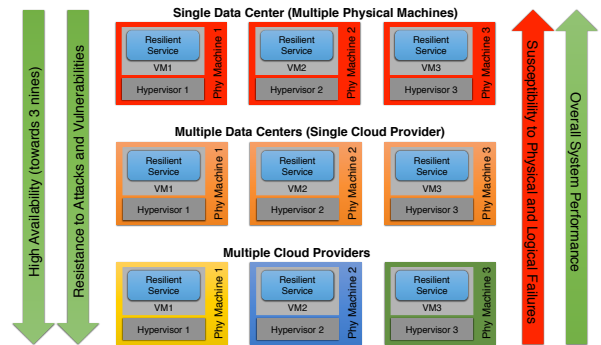 High Availability (towards 3 nines)
Resistance to Attacks and Vulnerabilities
Single Data Center (Multiple Physical Machines)
Resilient
Service
VM1
Hypervisor 1
Phy Machine 1
Resilient
Service
VM2
Hypervisor 2
Phy Machine 2
Resilient
Service
VM3
Hypervisor 3
Phy Machine 3
Multiple Data Centers (Single Cloud Provider)
Resilient
Service
VM1
Hypervisor 1
Phy Machine 1
Resilient
Service
VM2
Hypervisor 2
Phy Machine 2
Resilient
Service
VM3
Hypervisor 3
Phy Machine 3
Multiple Cloud Providers
Resilient
Service
VM1
Hypervisor 1
Phy Machine 1
Resilient
Service
VM2
Hypervisor 2
Phy Machine 2
Resilient
Service
VM3
Hypervisor 3
Phy Machine 3
Susceptibility to Physical and Logical Failures
Overall System Performance